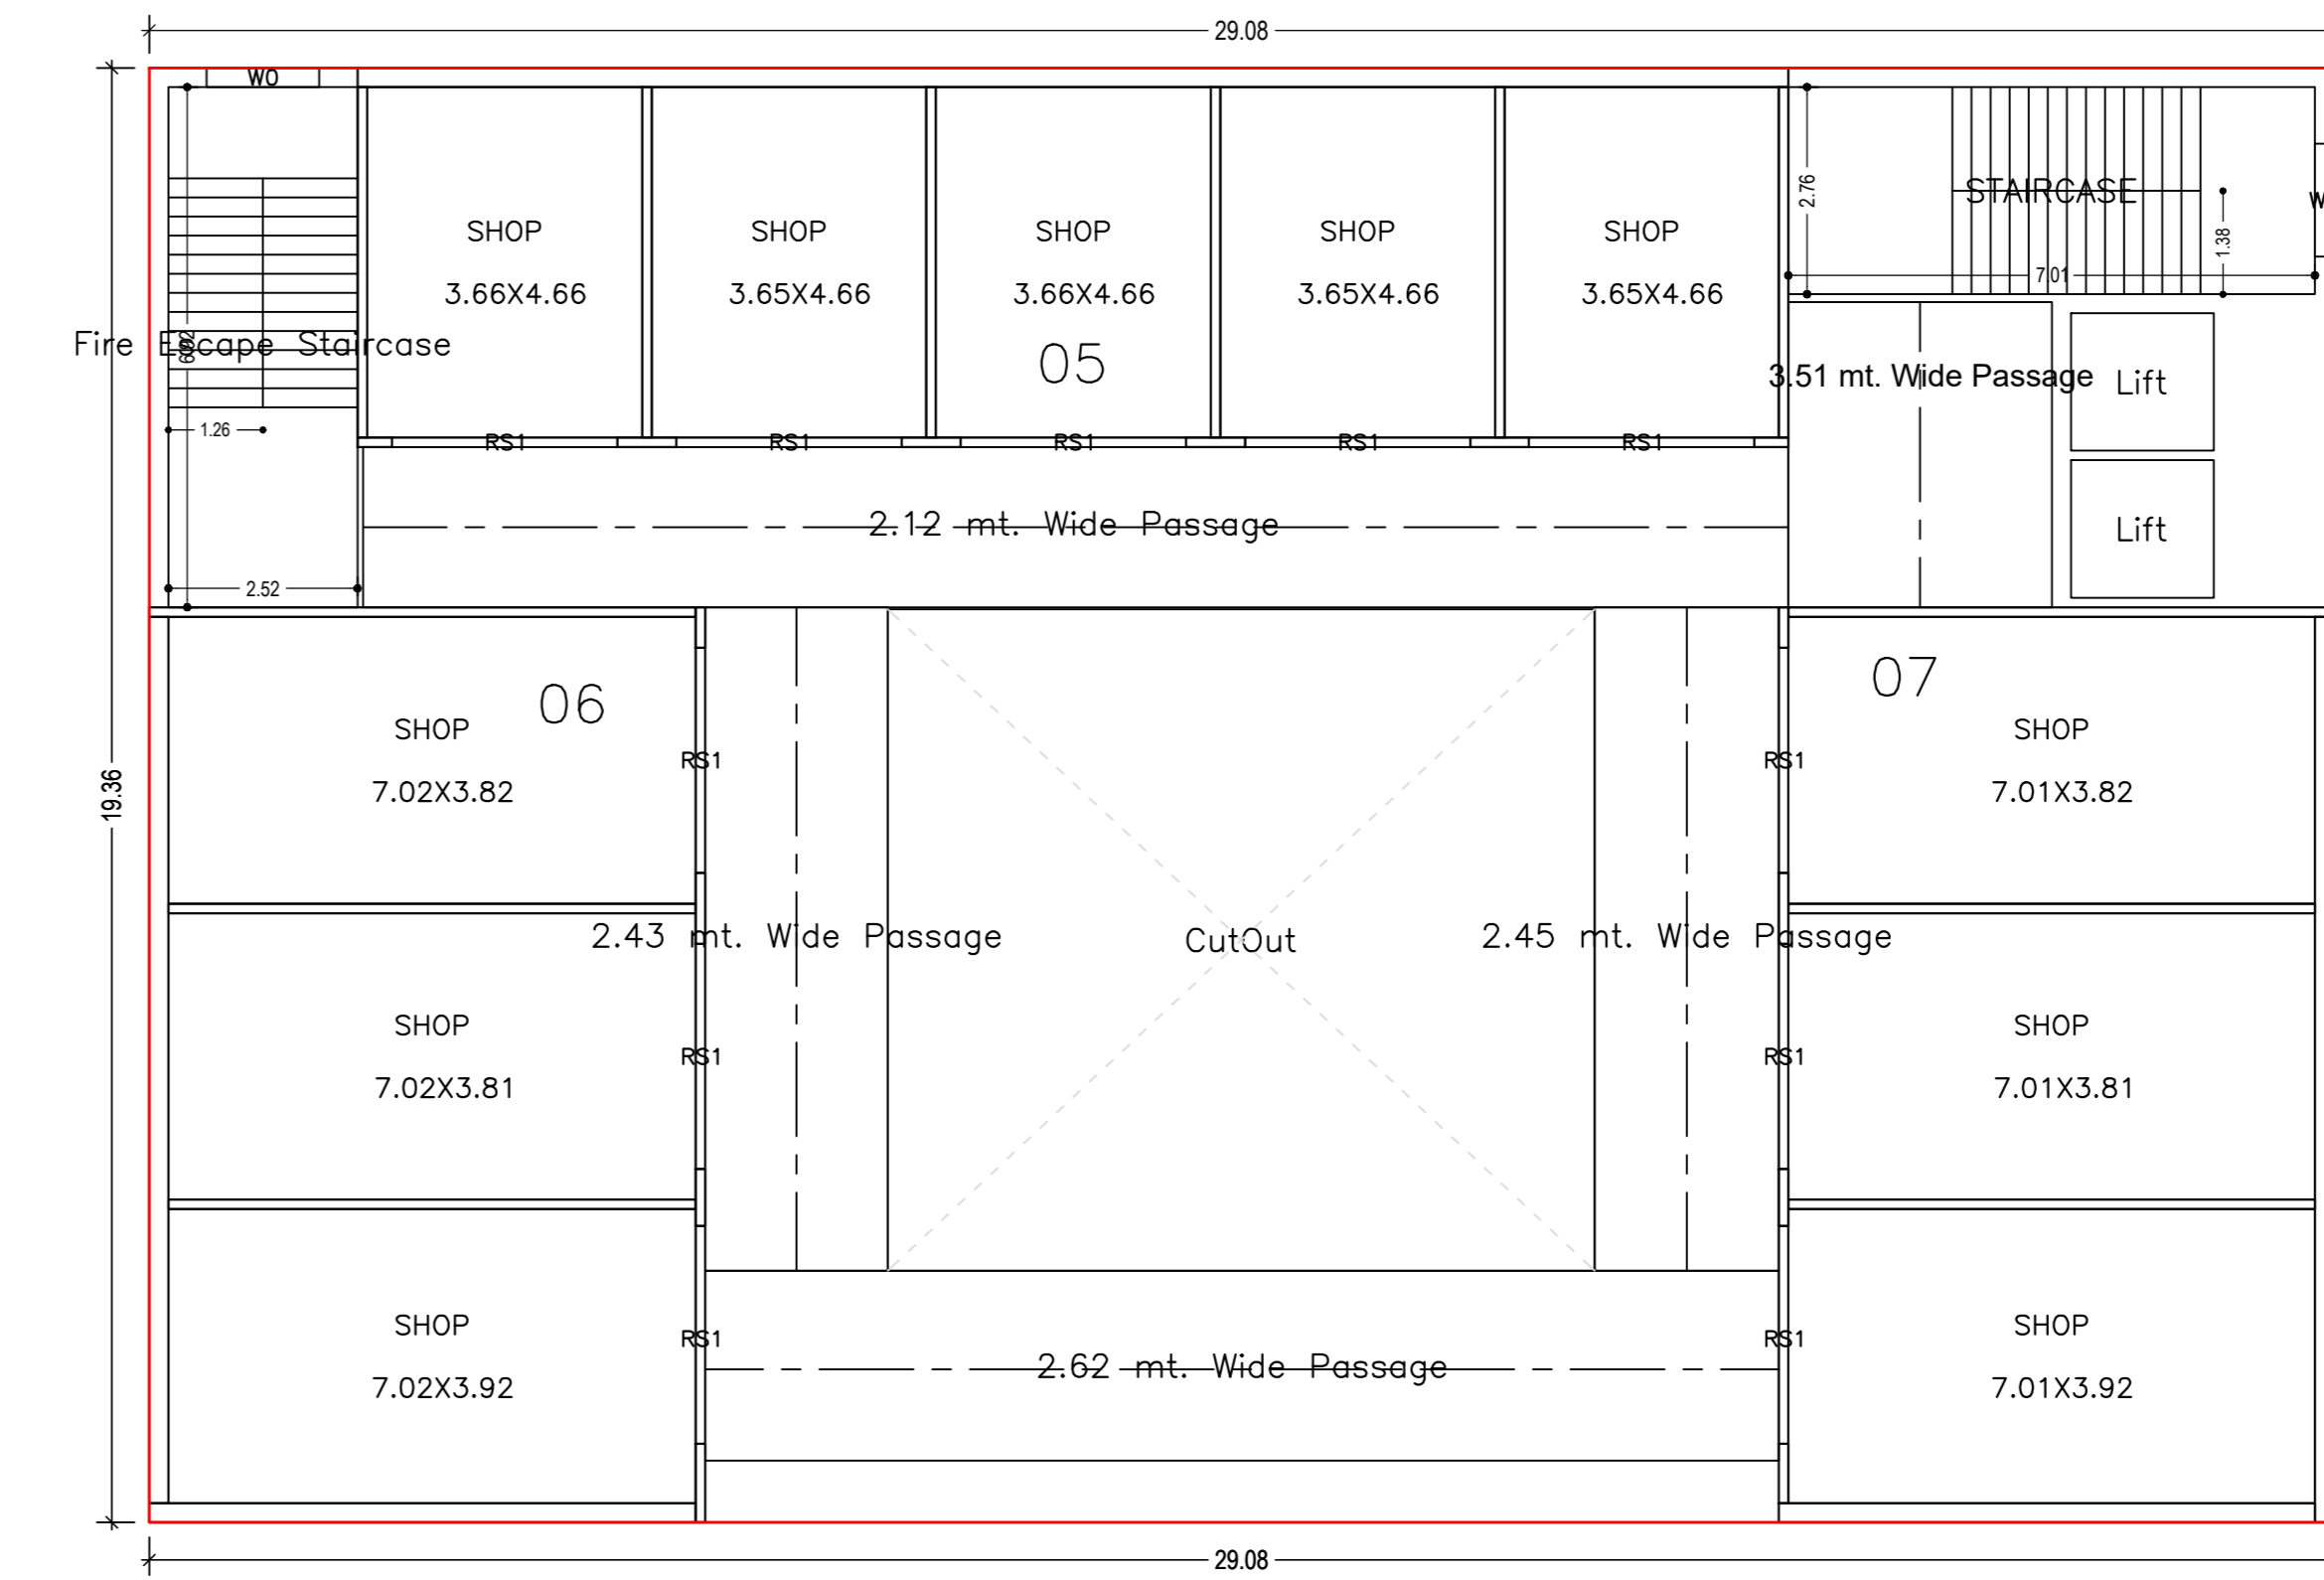 29.08
WO
2.76
STAIRCASE
W
SHOP
SHOP
SHOP
SHOP
SHOP
1.38
7.01
3.66X4.66
3.65X4.66
3.66X4.66
3.65X4.66
3.65X4.66
Fire Escape Staircase
05
3.51 mt. Wide Passage
Lift
1.26
RS1
RS1
RS1
RS1
RS1
2.12 mt. Wide Passage
Lift
2.52
06
07
SHOP
SHOP
RS1
RS1
19.36
7.02X3.82
7.01X3.82
2.43 mt. Wide Passage
CutOut
2.45 mt. Wide Passage
SHOP
SHOP
RS1
RS1
7.02X3.81
7.01X3.81
SHOP
SHOP
RS1
RS1
2.62 mt. Wide Passage
7.02X3.92
7.01X3.92
29.08